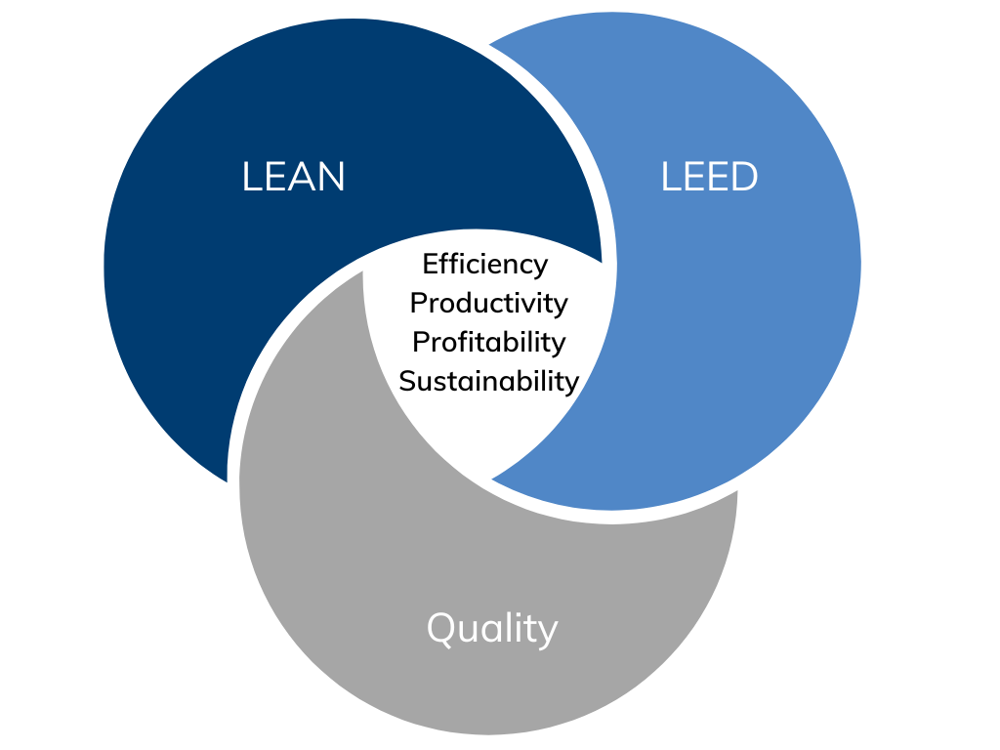 LEAN
LEED
Efficiency
Productivity
Profitability
Sustainability
Quality